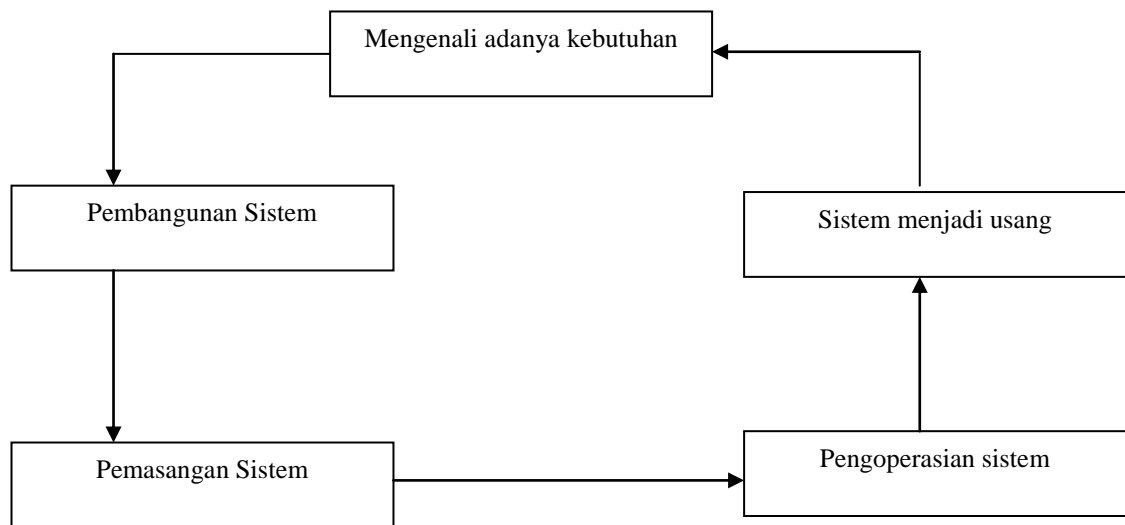 Mengenali adanya kebutuhan
Pembangunan Sistem
Sistem menjadi usang
Pemasangan Sistem
Pengoperasian sistem